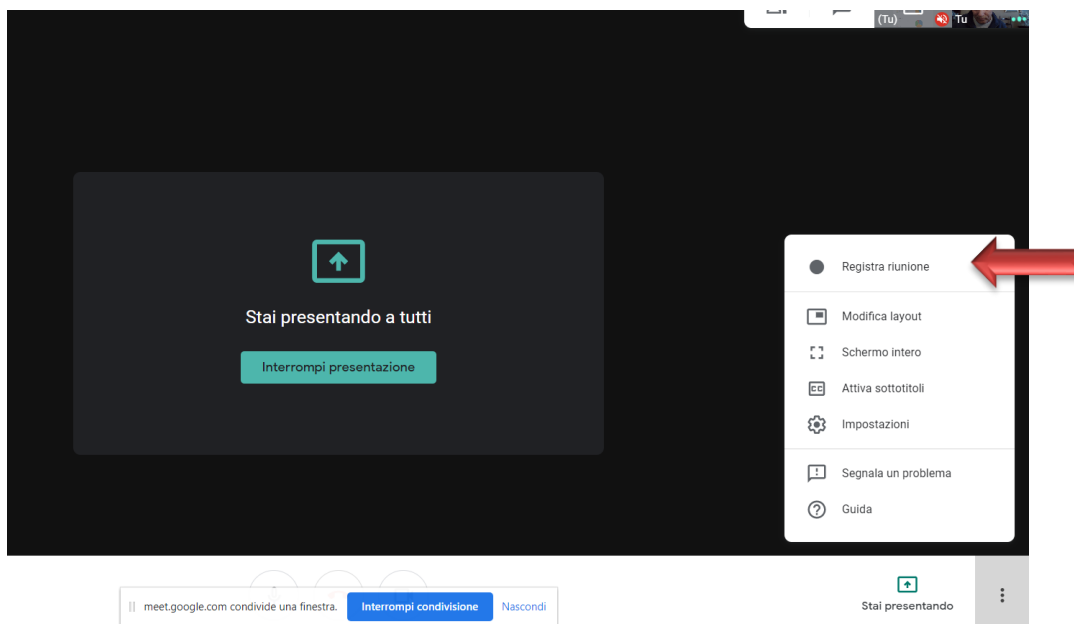 (Tu)
Tu
Stai presentando a tutti
Interrompi presentazione
Registra riunione
Modifica layout
Schermo intero
CC
Attiva sottotitoli
Impostazioni
Segnala un problema
Guida
meet.google.com condivide una finestra.
Interrompi condivisione
Nascondi
Stai presentando